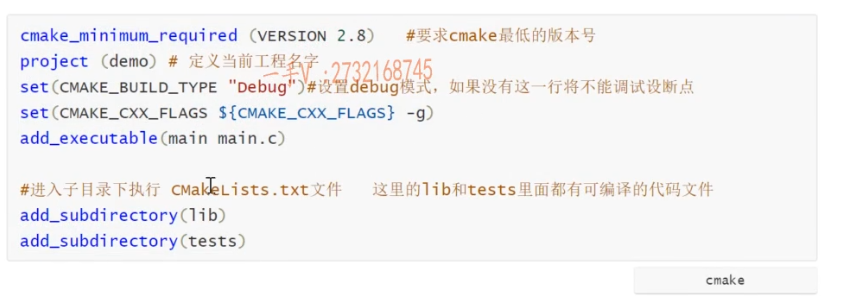 cmake_minimum_required (VERSION 2.8)   #要求cmake最低的版本号
project (demo) # 定义当前工程名字
一手V :2732168745
set(CMAKE_BUILD_TYPE "Debug")#设置debug模式，如果没有这一行将不能调试设断点
set(CMAKE_CXX_FLAGS ${CMAKE_CXX_FLAGS} -g)
add_executable(main main.c)
#进入子目录下执行 CMakeLists.txt文件   这里的lib和tests里面都有可编译的代码文件
add_subdirectory(lib)
add_subdirectory(tests)
cmake